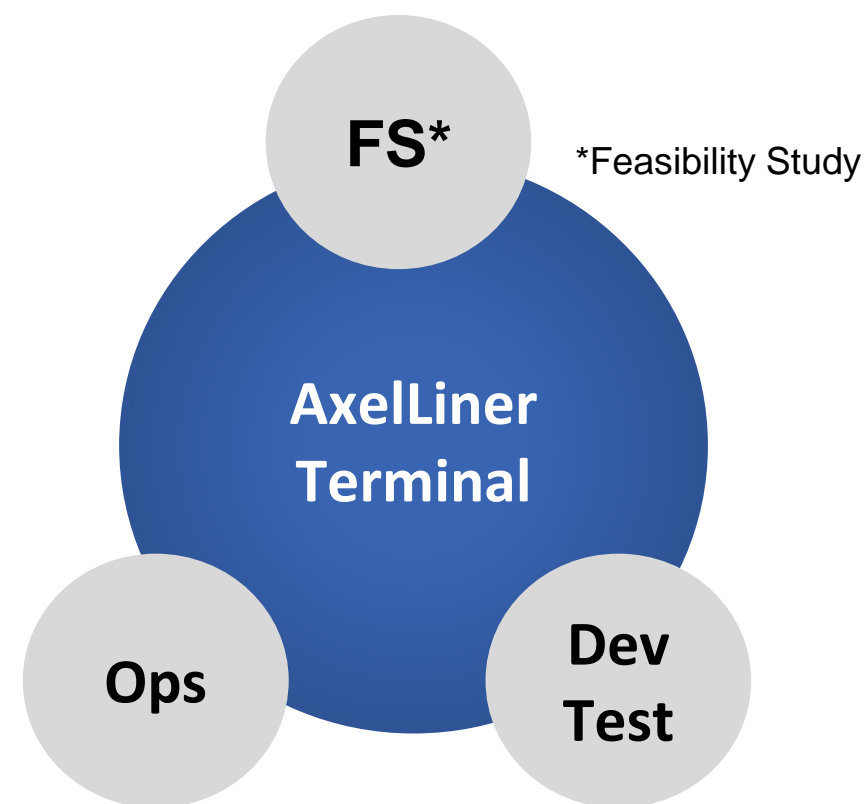 FS*
*Feasibility Study
AxelLiner
Terminal
Ops
Dev
Test